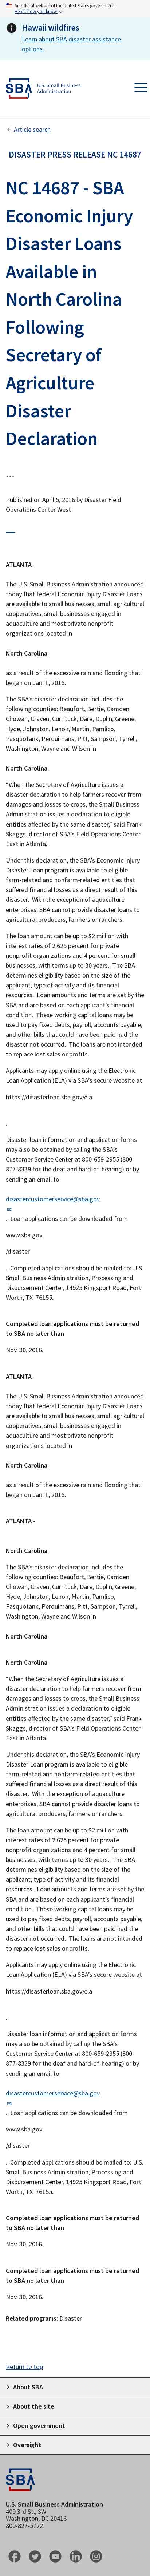 An official website of the United States government
Here's how you know
Hawaii wildfires
Learn about SBA disaster assistance
options.
SBA
U.S. Small Business
Administration
Article search
DISASTER PRESS RELEASE NC 14687
NC 14687 - SBA
Economic Injury
Disaster Loans
Available in
North Carolina
Following
Secretary of
Agriculture
Disaster
Declaration
...
Published on April 5, 2016 by Disaster Field
Operations Center West
ATLANTA -
The U.S. Small Business Administration announced
today that federal Economic Injury Disaster Loans
are available to small businesses, small agricultural
cooperatives, small businesses engaged in
aquaculture and most private nonprofit
organizations located in
North Carolina
as a result of the excessive rain and flooding that
began on Jan. 1, 2016.
The SBA's disaster declaration includes the
following counties: Beaufort, Bertie, Camden
Chowan, Craven, Currituck, Dare, Duplin, Greene,
Hyde, Johnston, Lenoir, Martin, Pamlico,
Pasquotank, Perquimans, Pitt, Sampson, Tyrrell,
Washington, Wayne and Wilson in
North Carolina.
“When the Secretary of Agriculture issues a
disaster declaration to help farmers recover from
damages and losses to crops, the Small Business
Administration issues a declaration to eligible
entities affected by the same disaster,” said Frank
Skaggs, director of SBA's Field Operations Center
East in Atlanta.
Under this declaration, the SBA's Economic Injury
Disaster Loan program is available to eligible
farm-related and nonfarm-related entities that
suffered financial losses as a direct result of this
disaster.  With the exception of aquaculture
enterprises, SBA cannot provide disaster loans to
agricultural producers, farmers or ranchers.
The loan amount can be up to $2 million with
interest rates of 2.625 percent for private
nonprofit organizations and 4 percent for small
businesses, with terms up to 30 years.  The SBA
determines eligibility based on the size of the
applicant, type of activity and its financial
resources.  Loan amounts and terms are set by the
SBA and are based on each applicant's financial
condition.  These working capital loans may be
used to pay fixed debts, payroll, accounts payable,
and other bills that could have been paid had the
disaster not occurred.  The loans are not intended
to replace lost sales or profits.
Applicants may apply online using the Electronic
Loan Application (ELA) via SBA's secure website at
https://disasterloan.sba.gov/ela
.
Disaster loan information and application forms
may also be obtained by calling the SBA's
Customer Service Center at 800-659-2955 (800-
877-8339 for the deaf and hard-of-hearing) or by
sending an email to
disastercustomerservice@sba.gov
.  Loan applications can be downloaded from
www.sba.gov
/disaster
.  Completed applications should be mailed to: U.S.
Small Business Administration, Processing and
Disbursement Center, 14925 Kingsport Road, Fort
Worth, TX  76155.
Completed loan applications must be returned
to SBA no later than
Nov. 30, 2016.
ATLANTA -
The U.S. Small Business Administration announced
today that federal Economic Injury Disaster Loans
are available to small businesses, small agricultural
cooperatives, small businesses engaged in
aquaculture and most private nonprofit
organizations located in
North Carolina
as a result of the excessive rain and flooding that
began on Jan. 1, 2016.
ATLANTA -
North Carolina
The SBA's disaster declaration includes the
following counties: Beaufort, Bertie, Camden
Chowan, Craven, Currituck, Dare, Duplin, Greene,
Hyde, Johnston, Lenoir, Martin, Pamlico,
Pasquotank, Perquimans, Pitt, Sampson, Tyrrell,
Washington, Wayne and Wilson in
North Carolina.
North Carolina.
“When the Secretary of Agriculture issues a
disaster declaration to help farmers recover from
damages and losses to crops, the Small Business
Administration issues a declaration to eligible
entities affected by the same disaster,” said Frank
Skaggs, director of SBA's Field Operations Center
East in Atlanta.
Under this declaration, the SBA's Economic Injury
Disaster Loan program is available to eligible
farm-related and nonfarm-related entities that
suffered financial losses as a direct result of this
disaster.  With the exception of aquaculture
enterprises, SBA cannot provide disaster loans to
agricultural producers, farmers or ranchers.
The loan amount can be up to $2 million with
interest rates of 2.625 percent for private
nonprofit organizations and 4 percent for small
businesses, with terms up to 30 years.  The SBA
determines eligibility based on the size of the
applicant, type of activity and its financial
resources.  Loan amounts and terms are set by the
SBA and are based on each applicant's financial
condition.  These working capital loans may be
used to pay fixed debts, payroll, accounts payable,
and other bills that could have been paid had the
disaster not occurred.  The loans are not intended
to replace lost sales or profits.
Applicants may apply online using the Electronic
Loan Application (ELA) via SBA's secure website at
https://disasterloan.sba.gov/ela
.
Disaster loan information and application forms
may also be obtained by calling the SBA's
Customer Service Center at 800-659-2955 (800-
877-8339 for the deaf and hard-of-hearing) or by
sending an email to
disastercustomerservice@sba.gov
.  Loan applications can be downloaded from
www.sba.gov
/disaster
.  Completed applications should be mailed to: U.S.
Small Business Administration, Processing and
Disbursement Center, 14925 Kingsport Road, Fort
Worth, TX  76155.
Completed loan applications must be returned
to SBA no later than
Nov. 30, 2016.
Completed loan applications must be returned
to SBA no later than
Nov. 30, 2016.
Related programs: Disaster
Return to top
About SBA
About the site
Open government
Oversight
SBA
U.S. Small Business Administration
409 3rd St., SW
Washington, DC 20416
800-827-5722